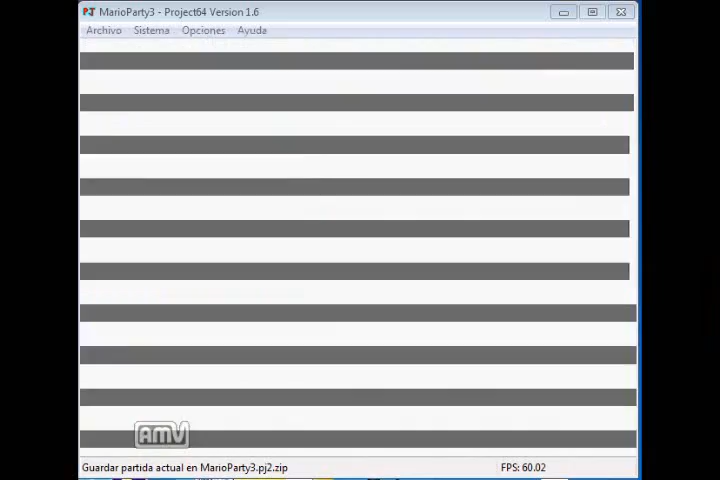 MarioParty3 - Project64 Version 1.6
Archivo Sistema Opciones Ayuda
AMV
Guardar partida actual en MarioParty3.pj2.zip FPS: 60.02